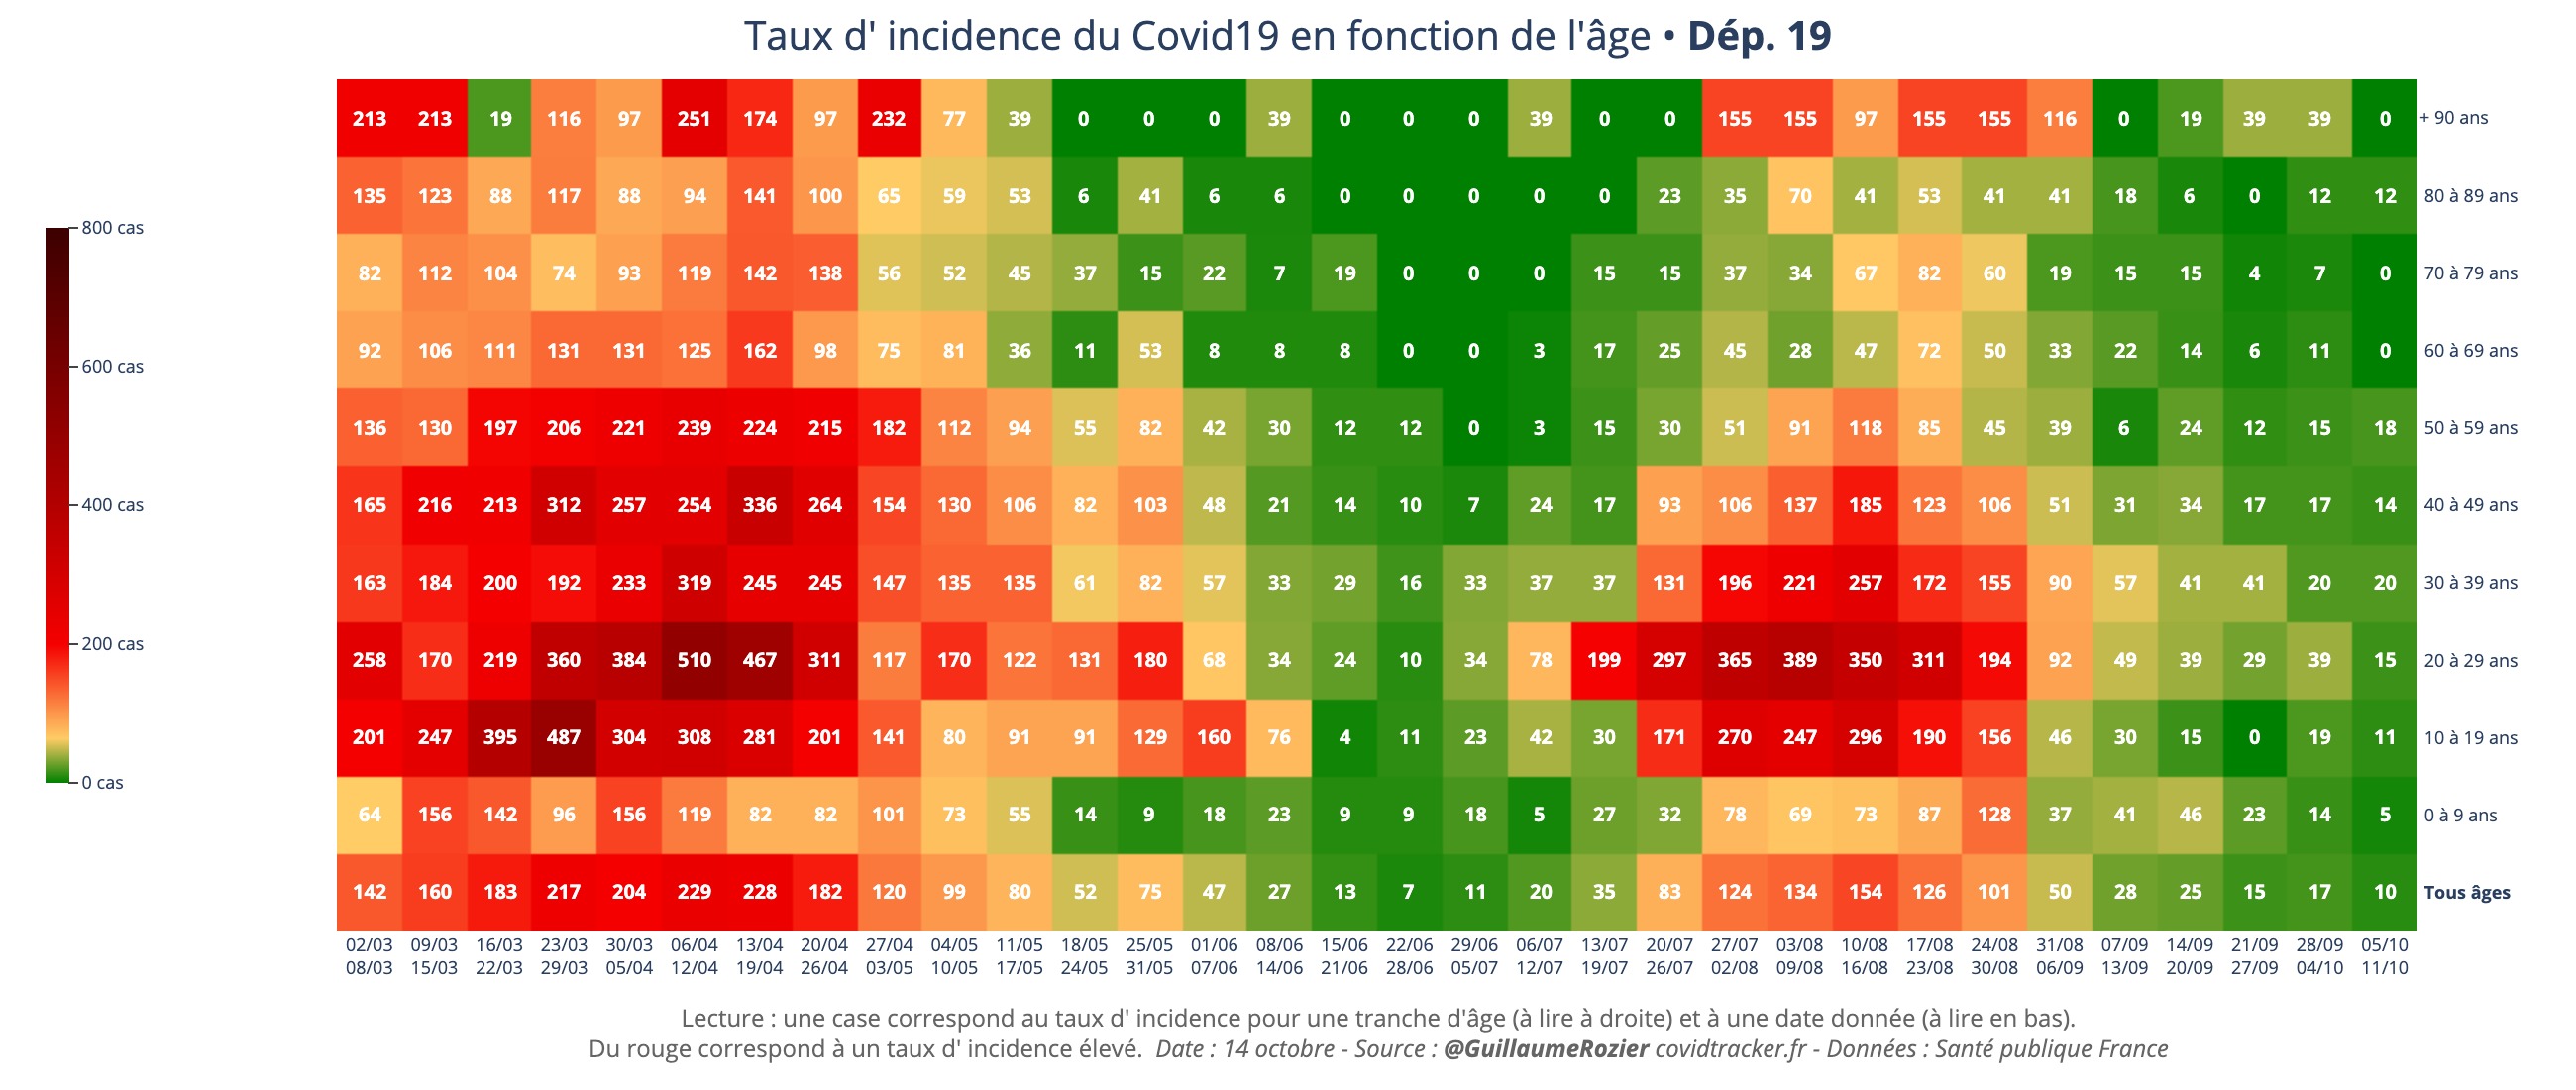 Taux d' incidence du Covid19 en fonction de l'âge • Dép. 19
800 cas
600 cas
400 cas
200 cas
0 cas
213 213 19 116 97 251 174 97 232 77 39 0 0 0 39 0 0 0 39 0 0 155 155 97 155 155 116 0 19 39 39 0 + 90 ans
135 123 88 117 88 94 141 100 65 59 53 6 41 6 6 0 0 0 0 0 23 35 70 41 53 41 41 18 6 0 12 12 80 à 89 ans
82 112 104 74 93 119 142 138 56 52 45 37 15 22 7 19 0 0 0 15 15 37 34 67 82 60 19 15 15 4 7 0 70 à 79 ans
92 106 111 131 131 125 162 98 75 81 36 11 53 8 8 8 0 0 3 17 25 45 28 47 72 50 33 22 14 6 11 0 60 à 69 ans
136 130 197 206 221 239 224 215 182 112 94 55 82 42 30 12 12 0 3 15 30 51 91 118 85 45 39 6 24 12 15 18 50 à 59 ans
165 216 213 312 257 254 336 264 154 130 106 82 103 48 21 14 10 7 24 17 93 106 137 185 123 106 51 31 34 17 17 14 40 à 49 ans
163 184 200 192 233 319 245 245 147 135 135 61 82 57 33 29 16 33 37 37 131 196 221 257 172 155 90 57 41 41 20 20 30 à 39 ans
258 170 219 360 384 510 467 311 117 170 122 131 180 68 34 24 10 34 78 199 297 365 389 350 311 194 92 49 39 29 39 15 20 à 29 ans
201 247 395 487 304 308 281 201 141 80 91 91 129 160 76 4 11 23 42 30 171 270 247 296 190 156 46 30 15 0 19 11 10 à 19 ans
64 156 142 96 156 119 82 82 101 73 55 14 9 18 23 9 9 18 5 27 32 78 69 73 87 128 37 41 46 23 14 5 0 à 9 ans
142 160 183 217 204 229 228 182 120 99 80 52 75 47 27 13 7 11 20 35 83 124 134 154 126 101 50 28 25 15 17 10 Tous âges
02/03 09/03 16/03 23/03 30/03 06/04 13/04 20/04 27/04 04/05 11/05 18/05 25/05 01/06 08/06 15/06 22/06 29/06 06/07 13/07 20/07 27/07 03/08 10/08 17/08 24/08 31/08 07/09 14/09 21/09 28/09 05/10
08/03 15/03 22/03 29/03 05/04 12/04 19/04 26/04 03/05 10/05 17/05 24/05 31/05 07/06 14/06 21/06 28/06 05/07 12/07 19/07 26/07 02/08 09/08 16/08 23/08 30/08 06/09 13/09 20/09 27/09 04/10 11/10
Lecture : une case correspond au taux d' incidence pour une tranche d'âge (à lire à droite) et à une date donnée (à lire en bas).
Du rouge correspond à un taux d' incidence élevé. Date : 14 octobre - Source : @GuillaumeRozier covidtracker.fr - Données : Santé publique France